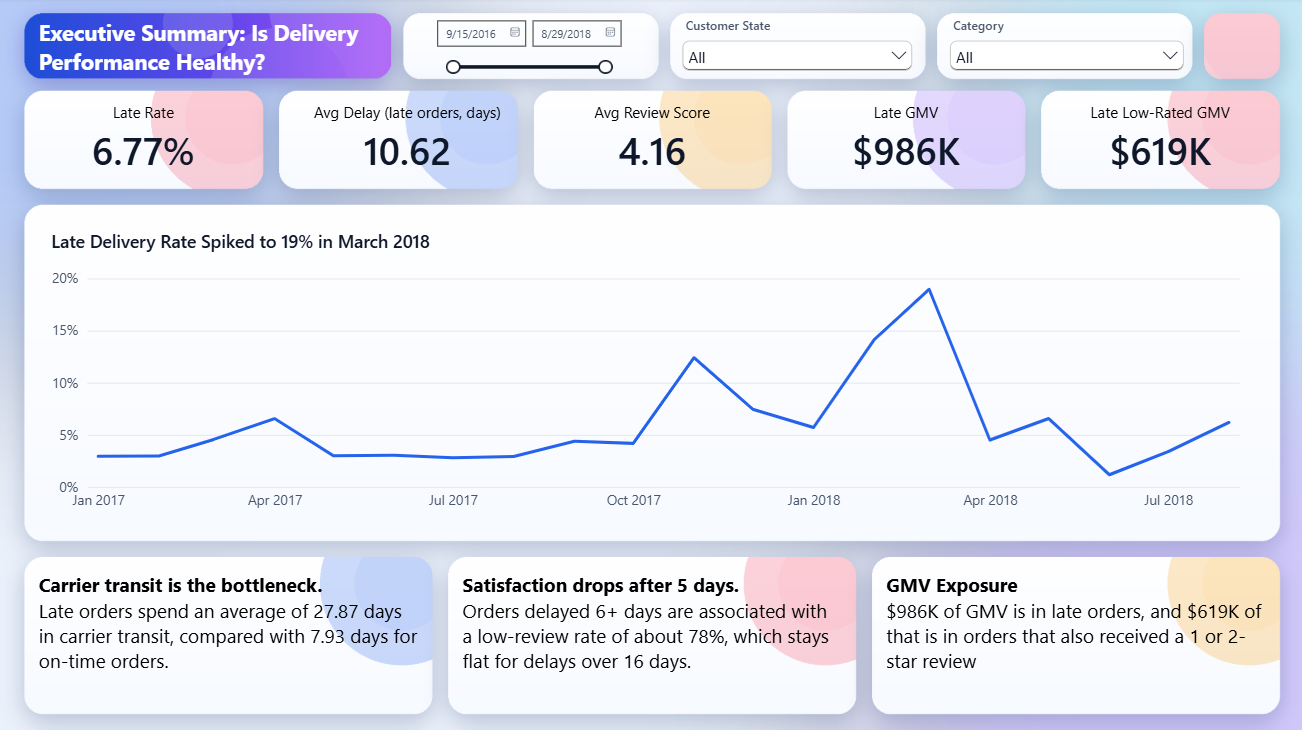 Executive Summary: Is Delivery
Performance Healthy?
9/15/2016
8/29/2018
Customer State
All
Category
All
Late Rate
6.77%
Avg Delay (late orders, days)
10.62
Avg Review Score
4.16
Late GMV
$986K
Late Low-Rated GMV
$619K
Late Delivery Rate Spiked to 19% in March 2018
20%
15%
10%
5%
0%
Jan 2017
Apr 2017
Jul 2017
Oct 2017
Jan 2018
Apr 2018
Jul 2018
Carrier transit is the bottleneck.
Late orders spend an average of 27.87 days
in carrier transit, compared with 7.93 days for
on-time orders.
Satisfaction drops after 5 days.
Orders delayed 6+ days are associated with
a low-review rate of about 78%, which stays
flat for delays over 16 days.
GMV Exposure
$986K of GMV is in late orders, and $619K of
that is in orders that also received a 1 or 2-
star review